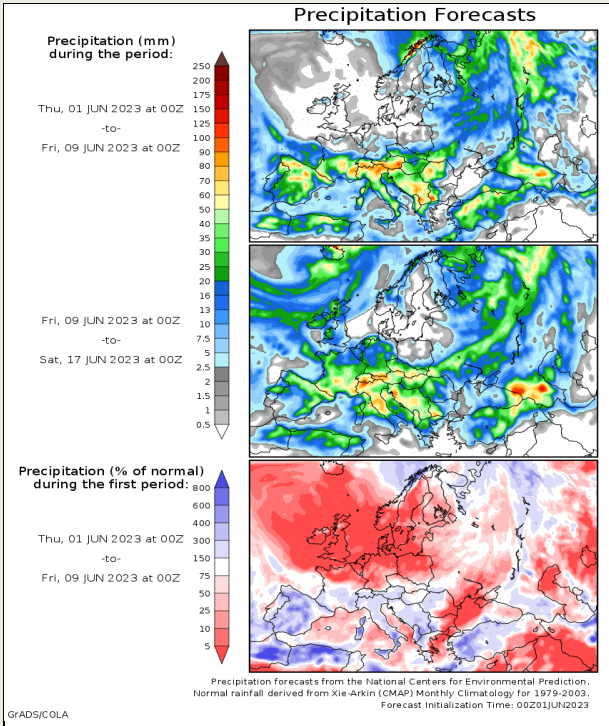 Precipitation Forecasts
Precipitation (mm)
during the period:
Thu, 01 JUN 2023 at 00Z
-to-
Fri, 09 JUN 2023 at 00Z
250
200
175
150
125
100
90
80
70
60
50
40
35
30
25
20
16
13
10
7.5
5
2.5
2
1.5
1
0.5
Fri, 09 JUN 2023 at 00Z
-to-
Sat, 17 JUN 2023 at 00Z
Precipitation (% of normal)
during the first period:
Thu, 01 JUN 2023 at 00Z
-to-
Fri, 09 JUN 2023 at 00Z
800
600
400
300
150
75
50
25
10
5
Precipitation forecasts from the National Centers for Environmental Prediction.
Normal rainfall derived from Xie-Arkin (CMAP) Monthly Climatology for 1979-2003.
Forecast Initialization Time: 00Z01JUN2023
GrADS/COLA